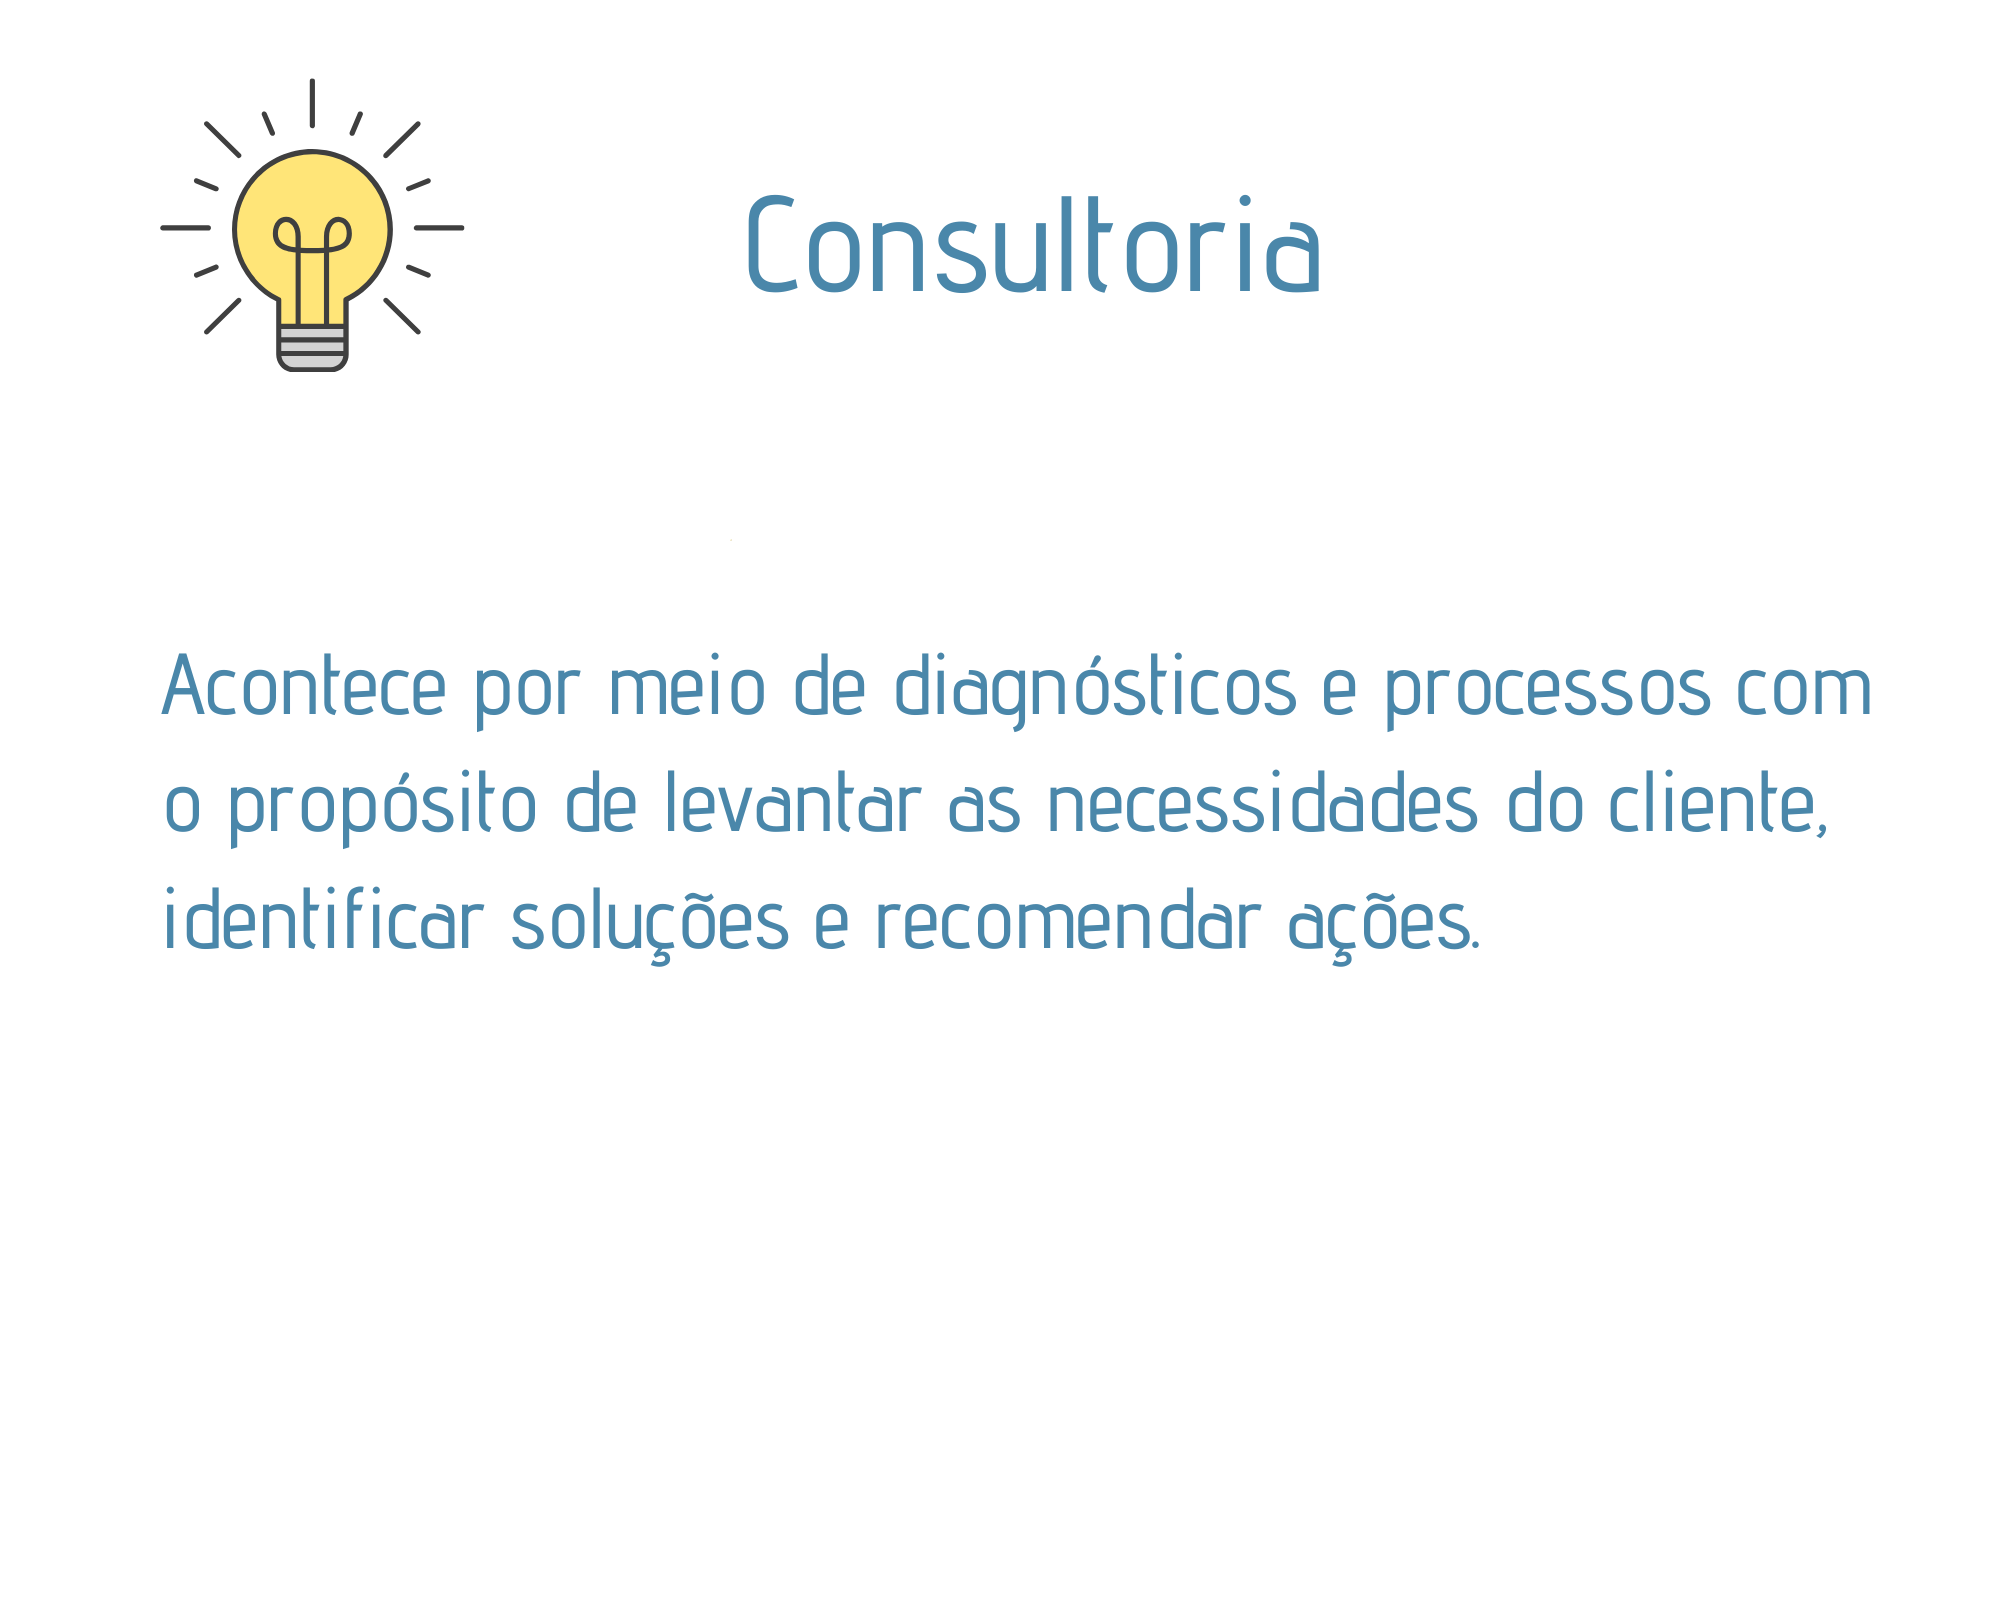 Consultoria
Acontece por meio de diagnósticos e processos com
o propósito de levantar as necessidades do cliente,
identificar soluções e recomendar ações.